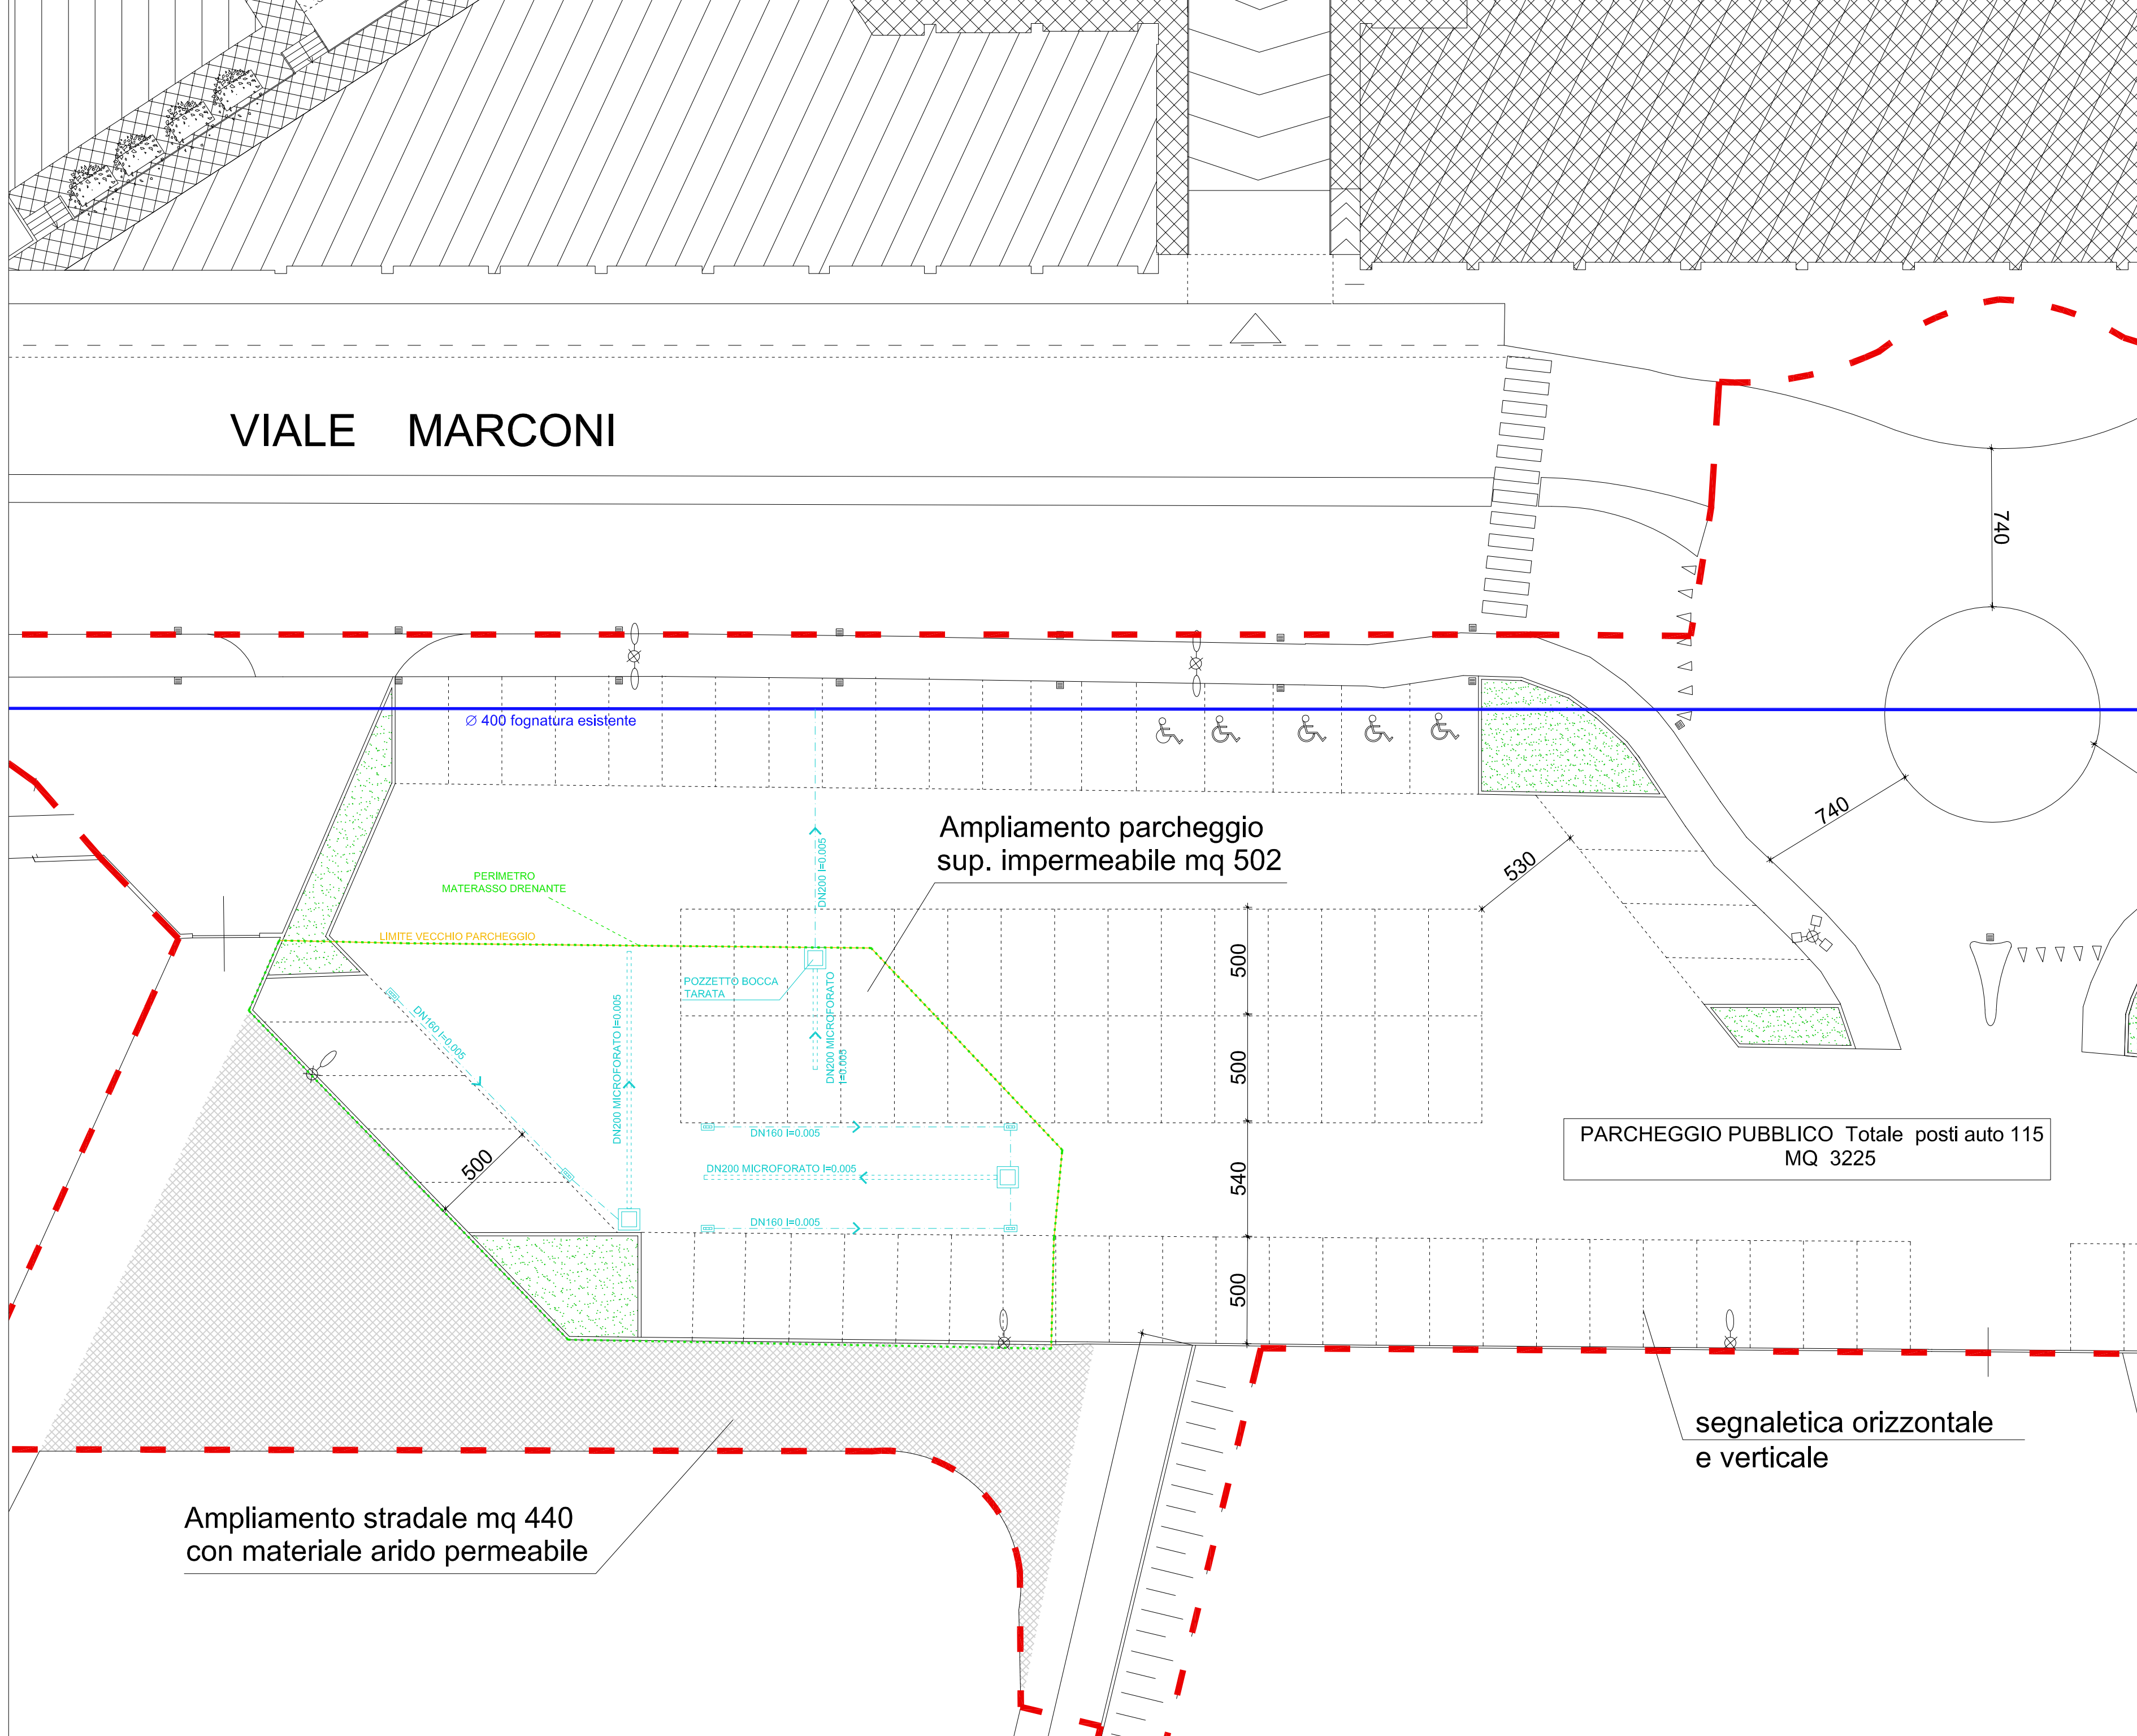 VIALE MARCONI
740
∅ 400 fognatura esistente
740
Ampliamento parcheggio
sup. impermeabile mq 502
530
DN200 I=0.005
PERIMETRO
MATERASSO DRENANTE
LIMITE VECCHIO PARCHEGGIO
POZZETTO BOCCA
TARATA
500
DN160 I=0.005
DN200 MICROFORATO I=0.005
DN200 MICROFORATO
I=0.005
500
DN160 I=0.005
PARCHEGGIO PUBBLICO Totale posti auto 115
MQ 3225
500
DN200 MICROFORATO I=0.005
540
DN160 I=0.005
500
segnaletica orizzontale
e verticale
Ampliamento stradale mq 440
con materiale arido permeabile